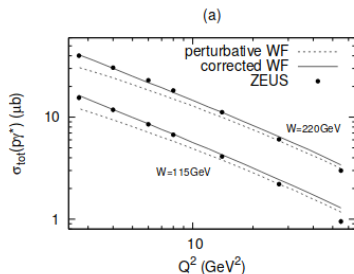 (a)
perturbative WF
corrected WF
ZEUS
W=220GeV
W=115GeV
σtot(pγ*) (μb)
10
1
10
Q² (GeV²)